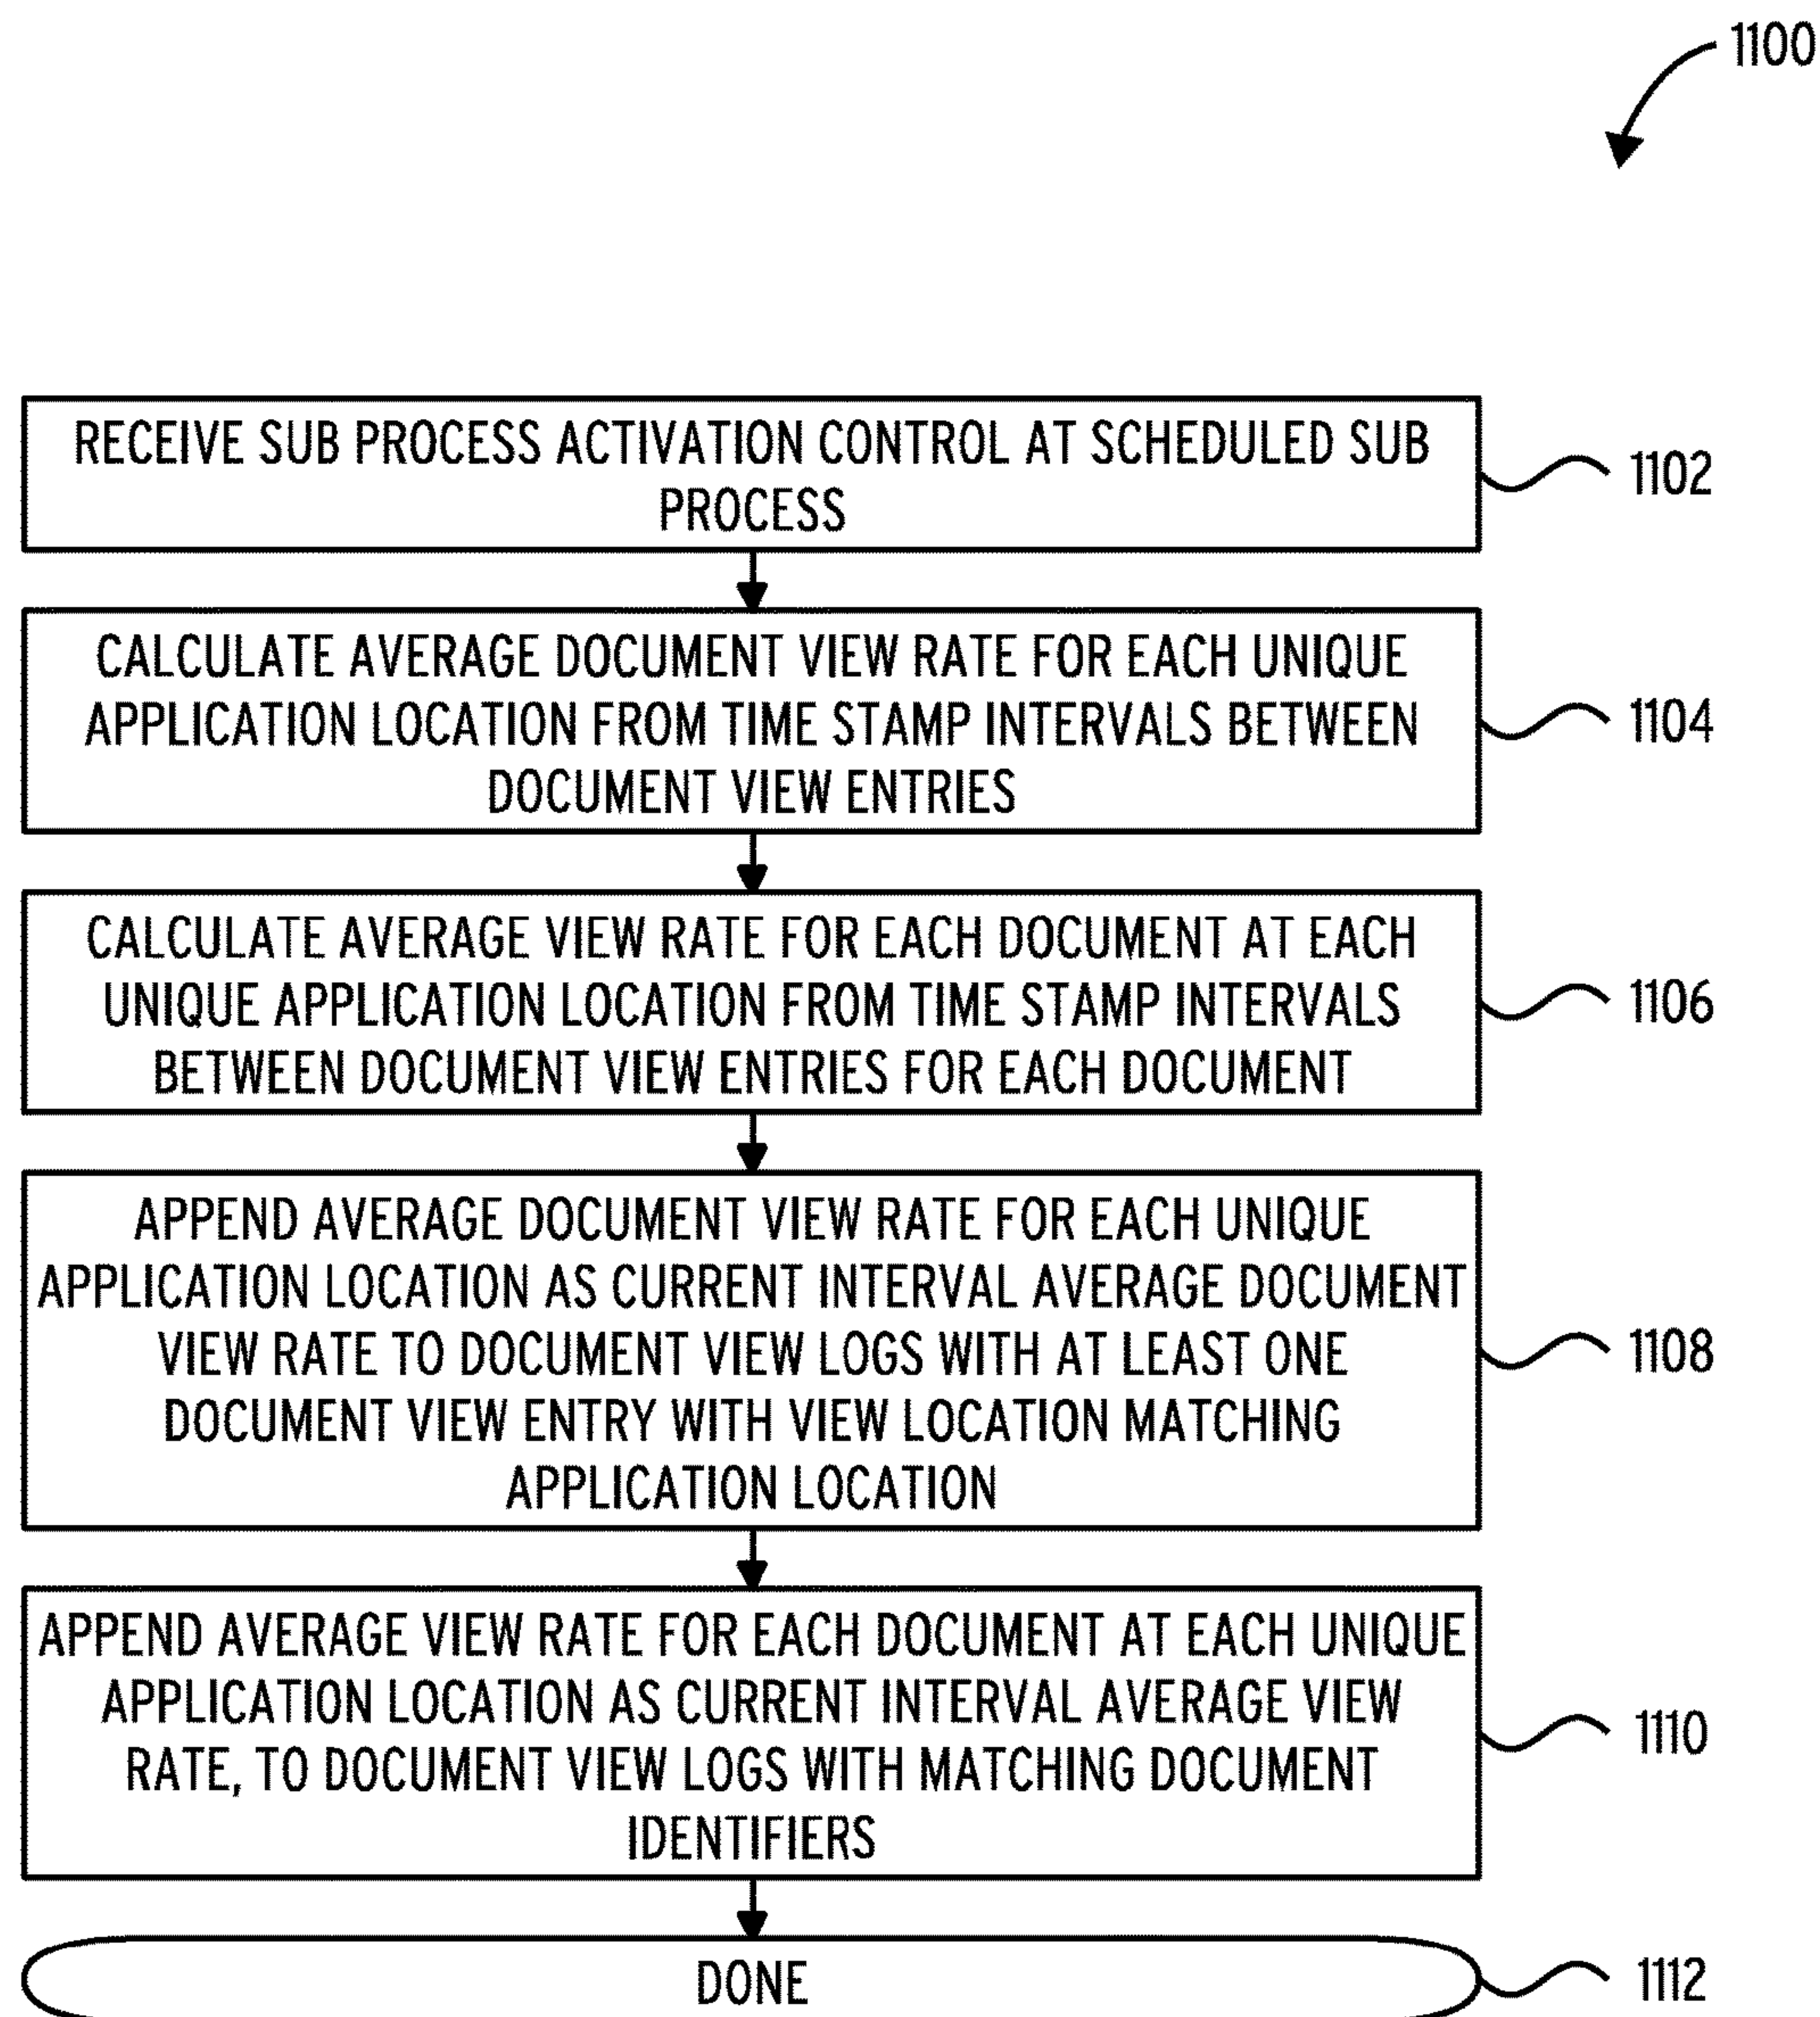 1100
RECEIVE SUB PROCESS ACTIVATION CONTROL AT SCHEDULED SUB
PROCESS
1102
CALCULATE AVERAGE DOCUMENT VIEW RATE FOR EACH UNIQUE
APPLICATION LOCATION FROM TIME STAMP INTERVALS BETWEEN
DOCUMENT VIEW ENTRIES
1104
CALCULATE AVERAGE VIEW RATE FOR EACH DOCUMENT AT EACH
UNIQUE APPLICATION LOCATION FROM TIME STAMP INTERVALS
BETWEEN DOCUMENT VIEW ENTRIES FOR EACH DOCUMENT
1106
APPEND AVERAGE DOCUMENT VIEW RATE FOR EACH UNIQUE
APPLICATION LOCATION AS CURRENT INTERVAL AVERAGE DOCUMENT
VIEW RATE TO DOCUMENT VIEW LOGS WITH AT LEAST ONE
DOCUMENT VIEW ENTRY WITH VIEW LOCATION MATCHING
APPLICATION LOCATION
1108
APPEND AVERAGE VIEW RATE FOR EACH DOCUMENT AT EACH UNIQUE
APPLICATION LOCATION AS CURRENT INTERVAL AVERAGE VIEW
RATE, TO DOCUMENT VIEW LOGS WITH MATCHING DOCUMENT
IDENTIFIERS
1110
DONE
1112